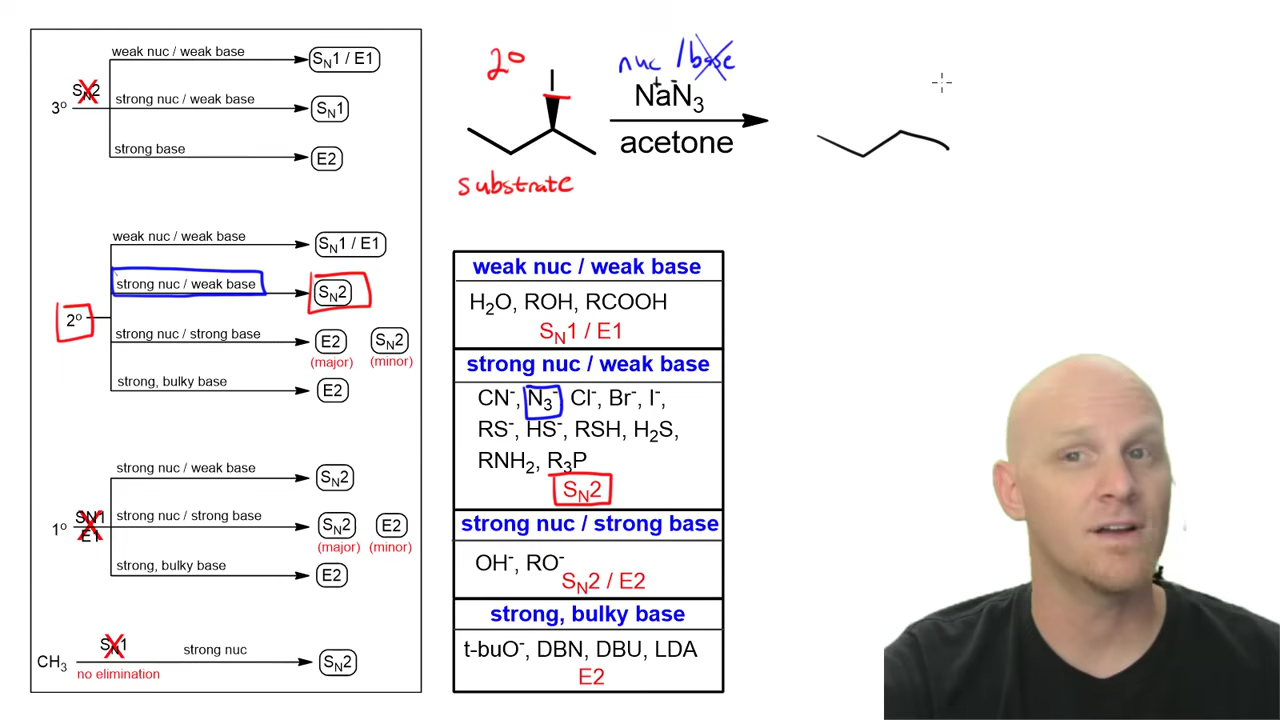 weak nuc / weak base
SN1 / E1
SN2
3º
strong nuc / weak base
SN1
strong base
E2
weak nuc / weak base
SN1 / E1
strong nuc / weak base
SN2
2º
strong nuc / strong base
E2
SN2
(major)
(minor)
strong, bulky base
E2
strong nuc / weak base
SN2
1º
SN1
E1
strong nuc / strong base
SN2
E2
(major)
(minor)
strong, bulky base
E2
CH3
SN1
strong nuc
SN2
no elimination
2º
I
substrate
nuc / base
+ -
NaN3
acetone
weak nuc / weak base
H2O, ROH, RCOOH
SN1 / E1
strong nuc / weak base
CN-, N3-, Cl-, Br-, I-,
RS-, HS-, RSH, H2S,
RNH2, R3P
SN2
strong nuc / strong base
OH-, RO-
SN2 / E2
strong, bulky base
t-buO-, DBN, DBU, LDA
E2